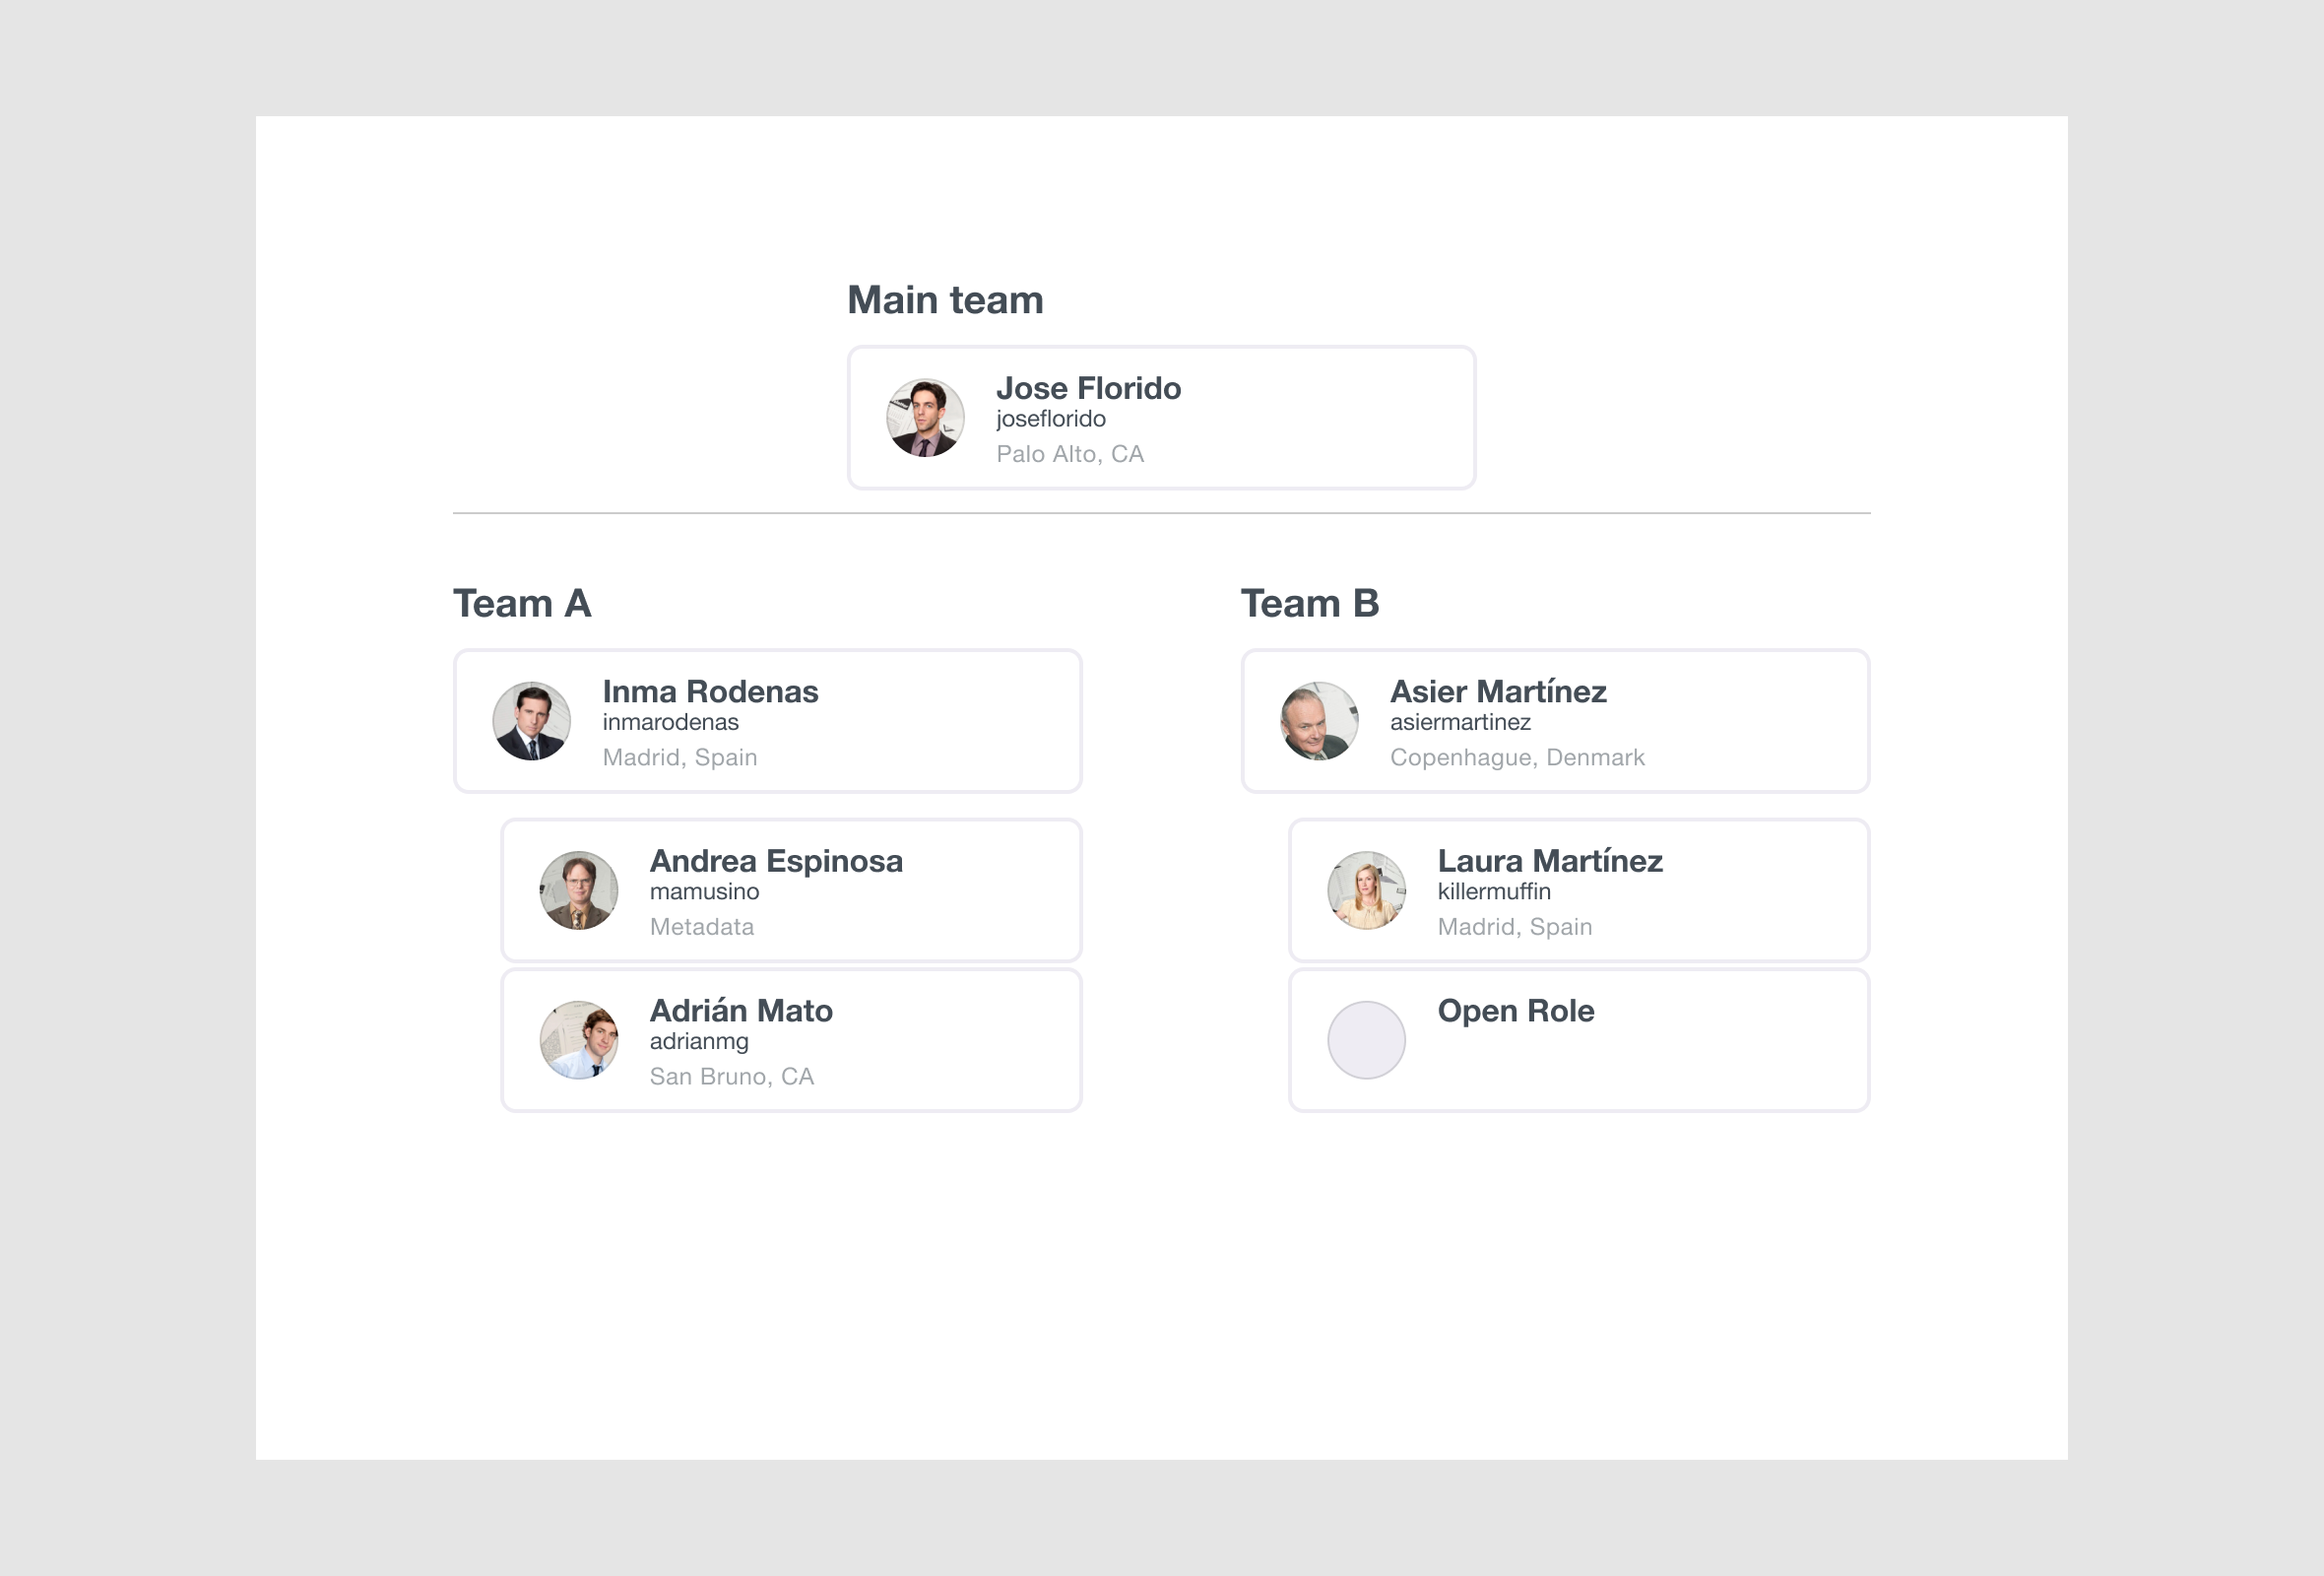 Main team
Jose Florido
joseflorido
Palo Alto, CA
Team A
Inma Rodenas
inmarodenas
Madrid, Spain
Andrea Espinosa
mamusino
Metadata
Adrián Mato
adrianmg
San Bruno, CA
Team B
Asier Martínez
asiermartinez
Copenhague, Denmark
Laura Martínez
killermuffin
Madrid, Spain
Open Role